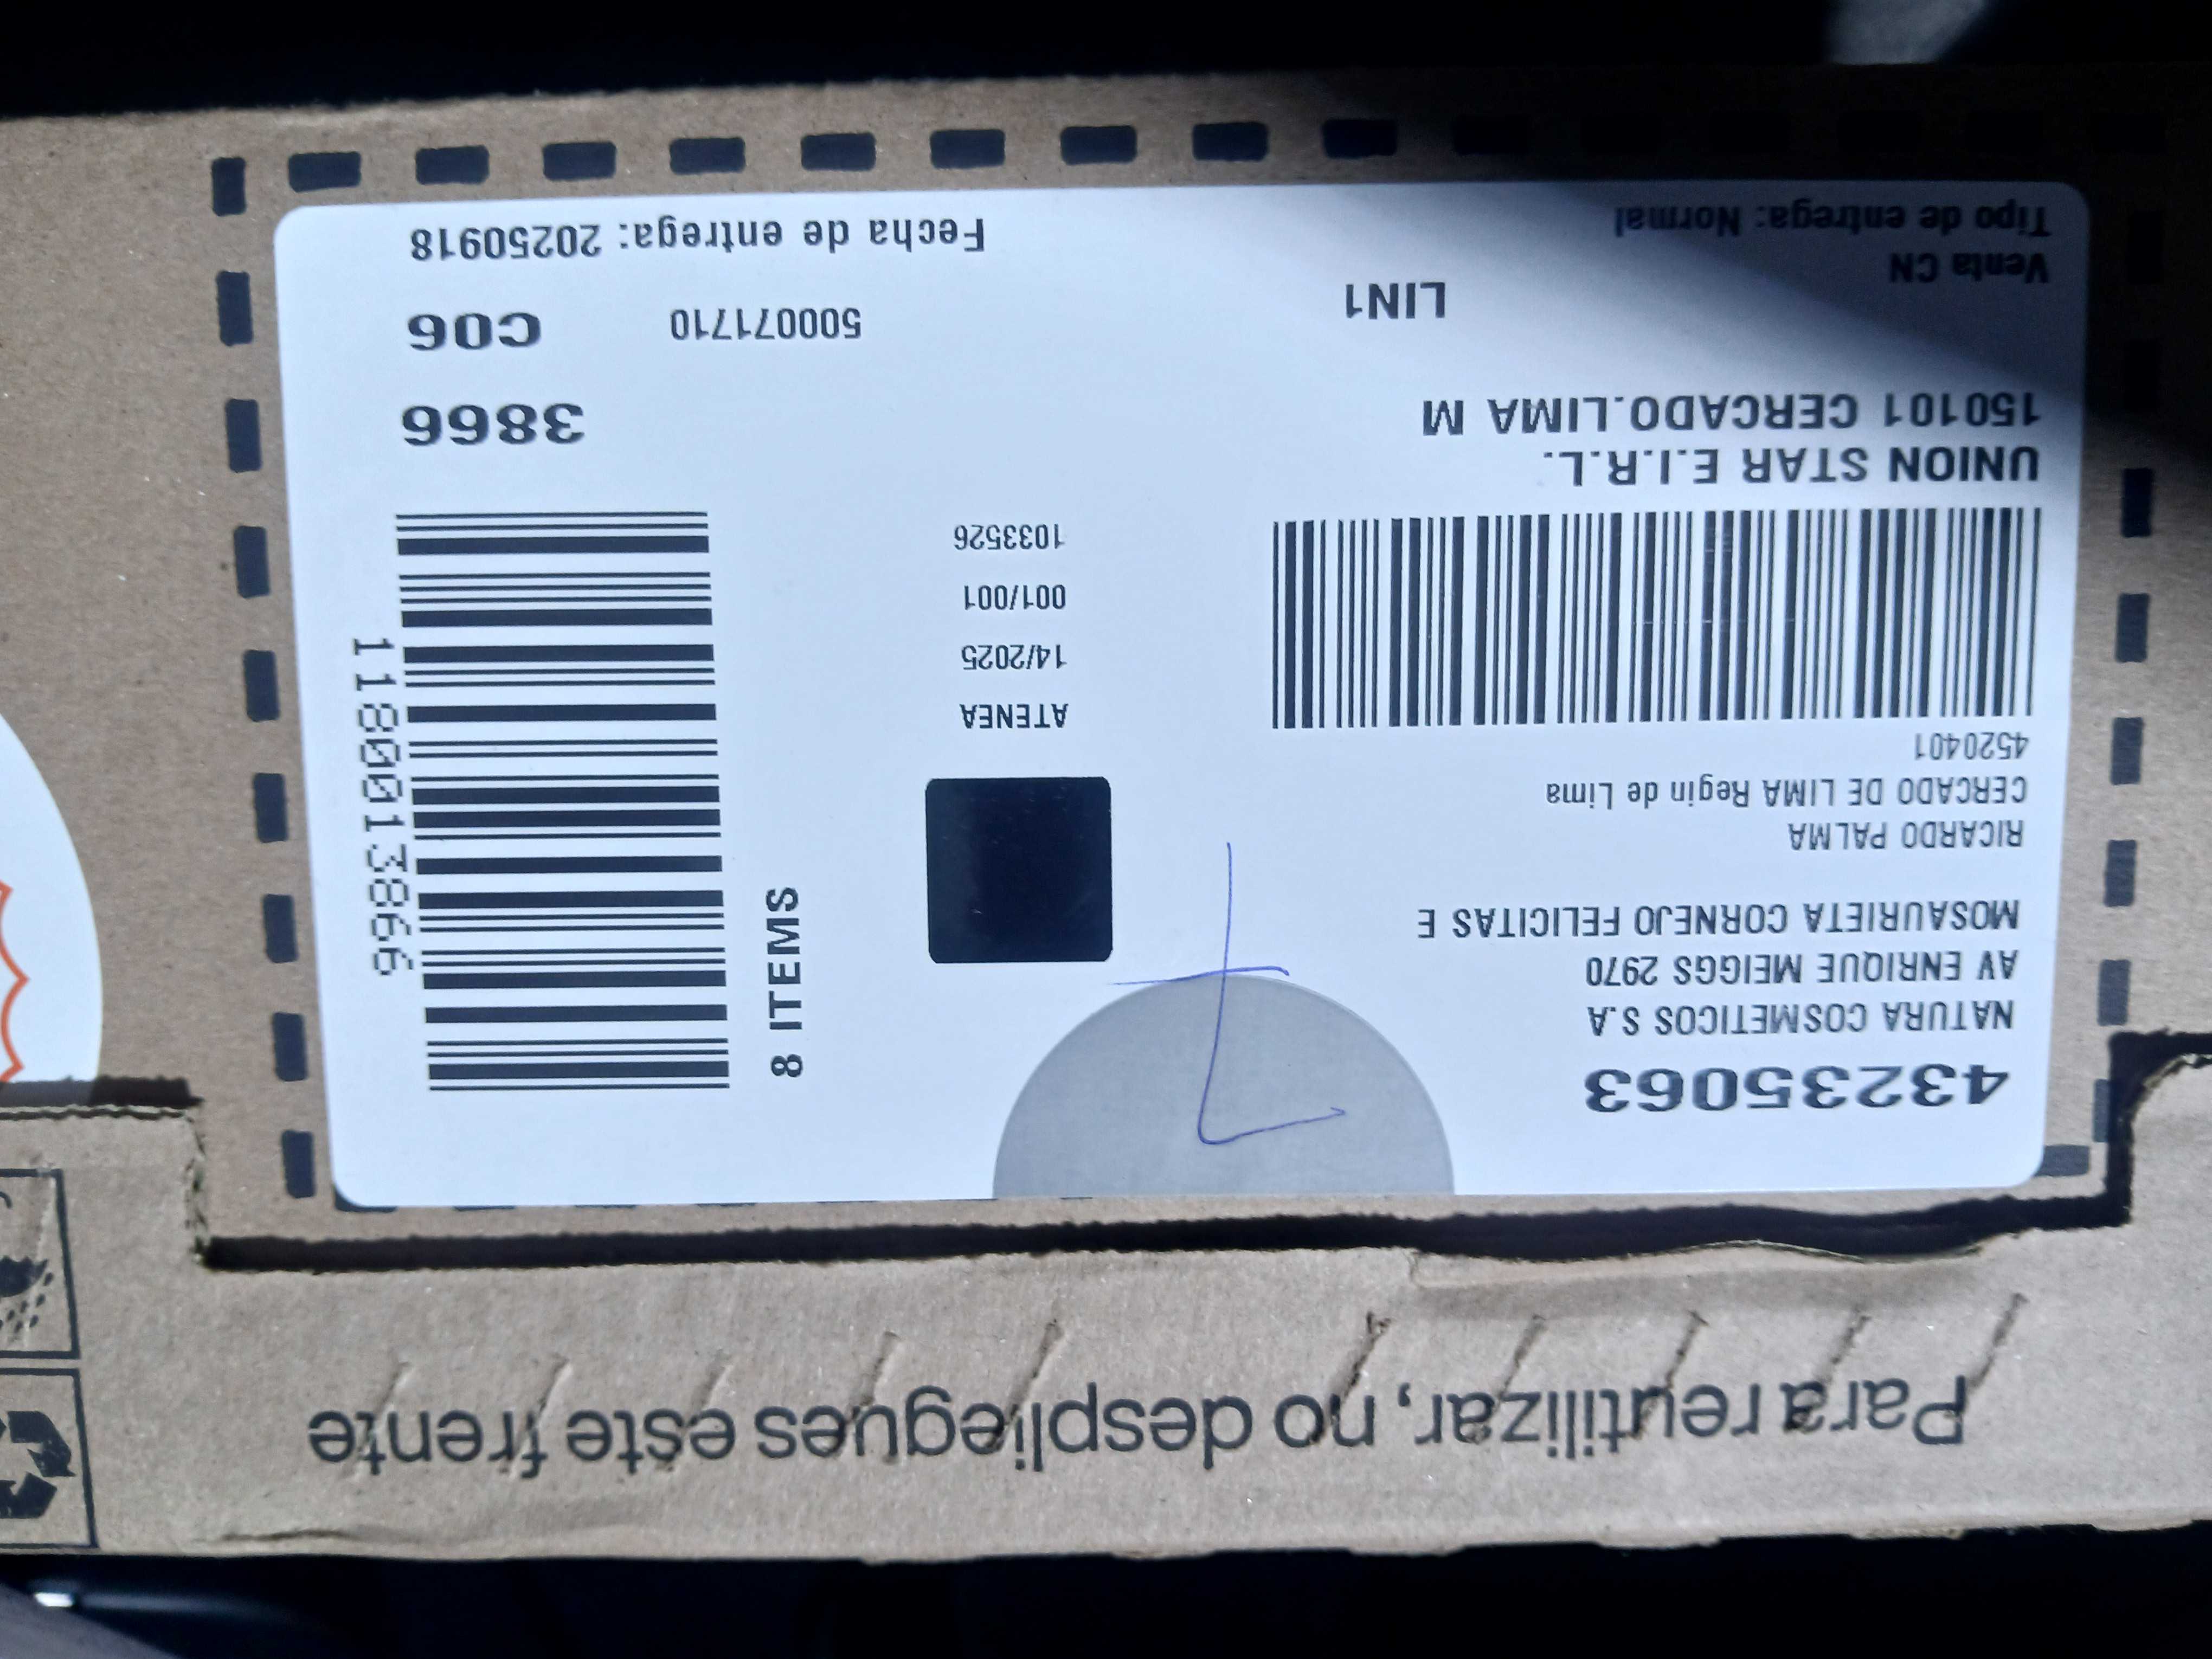 Para reutilizar, no despliegues este frente
43235063
NATURA COSMETICOS S.A
AV ENRIQUE MEIGGS 2970
MOSAURIETA CORNEJO FELICITAS E
RICARDO PALMA
CERCADO DE LIMA Regin de Lima
4520401
UNION STAR E.I.R.L.
150101 CERCADO.LIMA M
LIN1
Venta CN
Tipo de entrega: Normal
ATENEA
14/2025
001/001
1033526
8 ITEMS
1180013866
3866
500071710
C06
Fecha de entrega: 20250918